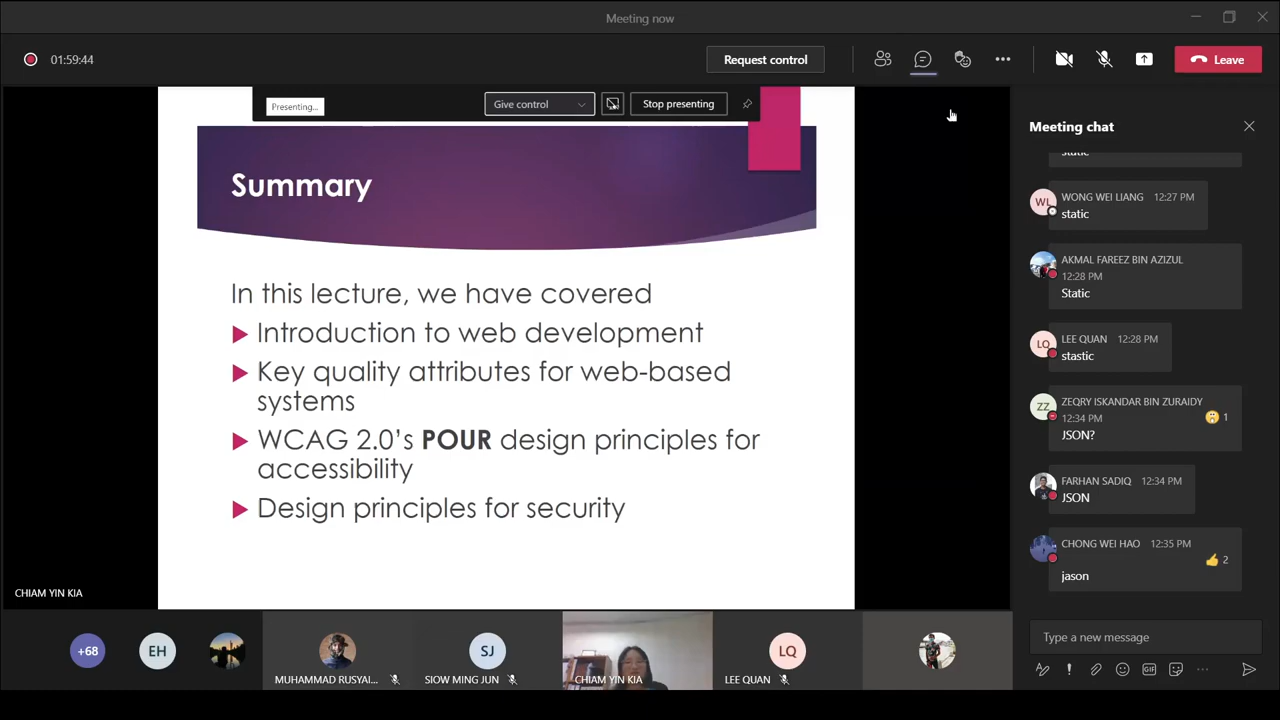 Meeting now
01:59:44
Request control
Leave
Presenting...
Give control
Stop presenting
Summary
In this lecture, we have covered
Introduction to web development
Key quality attributes for web-based
systems
WCAG 2.0's POUR design principles for
accessibility
Design principles for security
CHIAM YIN KIA
+68
EH
MUHAMMAD RUSYAI...
SJ
SIOW MING JUN
CHIAM YIN KIA
LQ
LEE QUAN
Meeting chat
static
WL
WONG WEI LIANG 12:27 PM
static
AKMAL FAREEZ BIN AZIZUL
12:28 PM
Static
LQ
LEE QUAN 12:28 PM
stastic
ZZ
ZEQRY ISKANDAR BIN ZURAIDY
12:34 PM
1
JSON?
FARHAN SADIQ 12:34 PM
JSON
CHONG WEI HAO 12:35 PM
2
jason
Type a new message
GIF